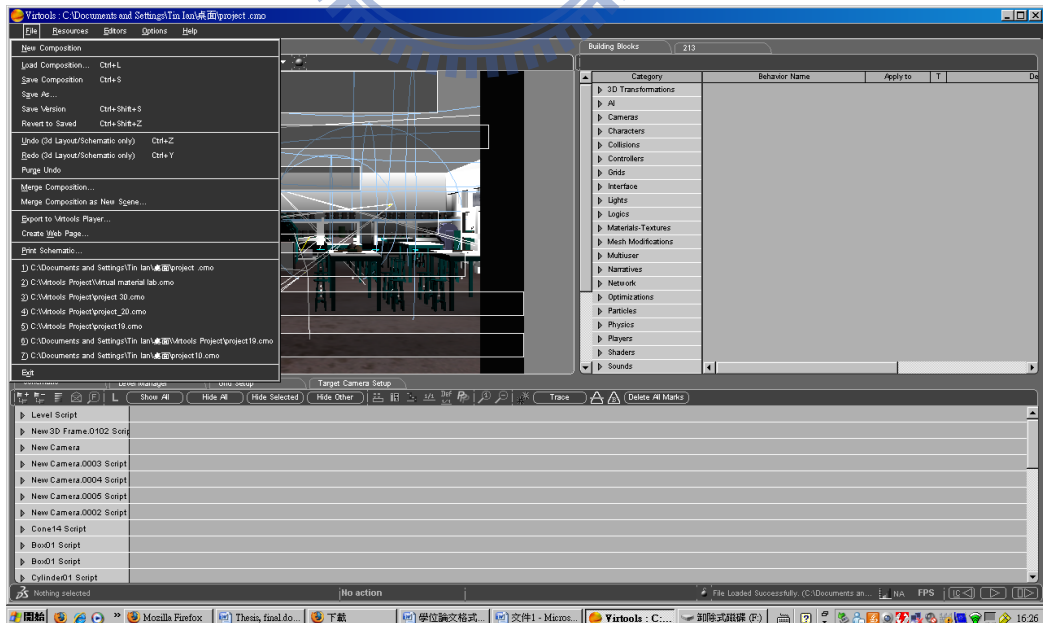 Virtools : C:\Documents and Settings\Tin Ian\桌面\project .cmo
File Resources Editors Options Help
New Composition
Load Composition... Ctrl+L
Save Composition Ctrl+S
Save As...
Save Version Ctrl+Shift+S
Revert to Saved Ctrl+Shift+Z
Undo (3d Layout/Schematic only) Ctrl+Z
Redo (3d Layout/Schematic only) Ctrl+Y
Purge Undo
Merge Composition...
Merge Composition as New Scene...
Export to Virtools Player...
Create Web Page...
Print Schematic...
1) C:\Documents and Settings\Tin Ian\桌面\project .cmo
2) C:\Virtools Project\Virtual material lab.cmo
3) C:\Virtools Project\project 30.cmo
4) C:\Virtools Project\project_20.cmo
5) C:\Virtools Project\project19.cmo
6) C:\Documents and Settings\Tin Ian\桌面\Virtools Project\project19.cmo
7) C:\Documents and Settings\Tin Ian\桌面\project10.cmo
Exit
Building Blocks 213
Category Behavior Name Apply to T De
3D Transformations
AI
Cameras
Characters
Collisions
Controllers
Grids
Interface
Lights
Logics
Materials-Textures
Mesh Modifications
Multiuser
Narratives
Network
Optimizations
Particles
Physics
Players
Shaders
Sounds
Schematic Level Manager Grid Setup Target Camera Setup
Show All Hide All Hide Selected Hide Other Trace Delete All Marks
Level Script
New 3D Frame.0102 Scrip
New Camera
New Camera.0003 Script
New Camera.0004 Script
New Camera.0005 Script
New Camera.0002 Script
Cone14 Script
Box01 Script
Box01 Script
Cylinder01 Script
Nothing selected No action File Loaded Successfully. (C:\Documents an... NA FPS
開始 Mozilla Firefox Thesis, final.do... 下載 學位論文格式... 文件1 - Micros... Virtools : C:... 卸除式磁碟 (F:) 16:26